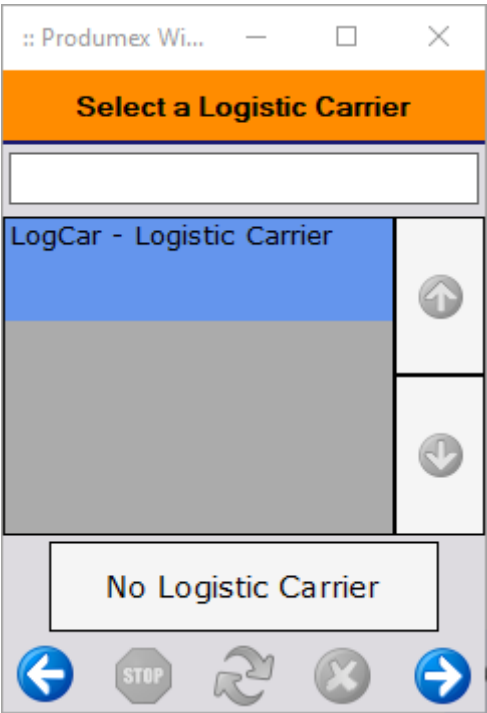 :: Produmex Wi...
Select a Logistic Carrier
LogCar - Logistic Carrier
No Logistic Carrier
STOP